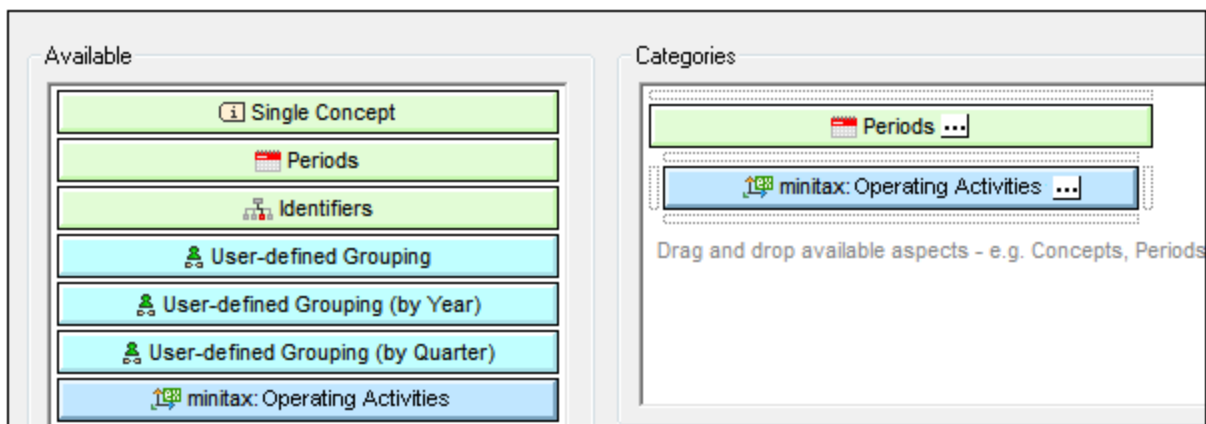 Available
Single Concept
Periods
Identifiers
User-defined Grouping
User-defined Grouping (by Year)
User-defined Grouping (by Quarter)
minitax: Operating Activities
Categories
Periods ...
minitax: Operating Activities ...
Drag and drop available aspects - e.g. Concepts, Periods